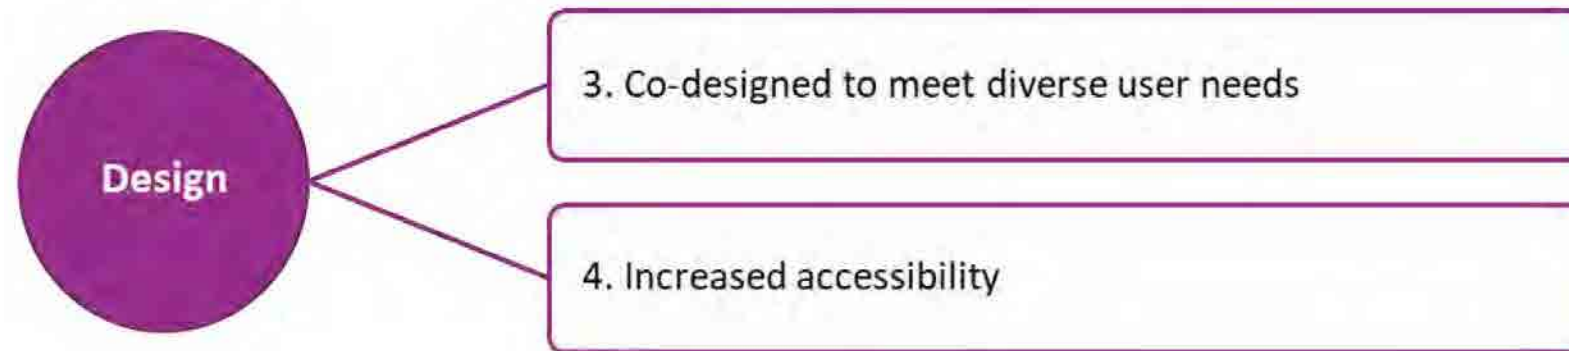 Design
3. Co-designed to meet diverse user needs
4. Increased accessibility